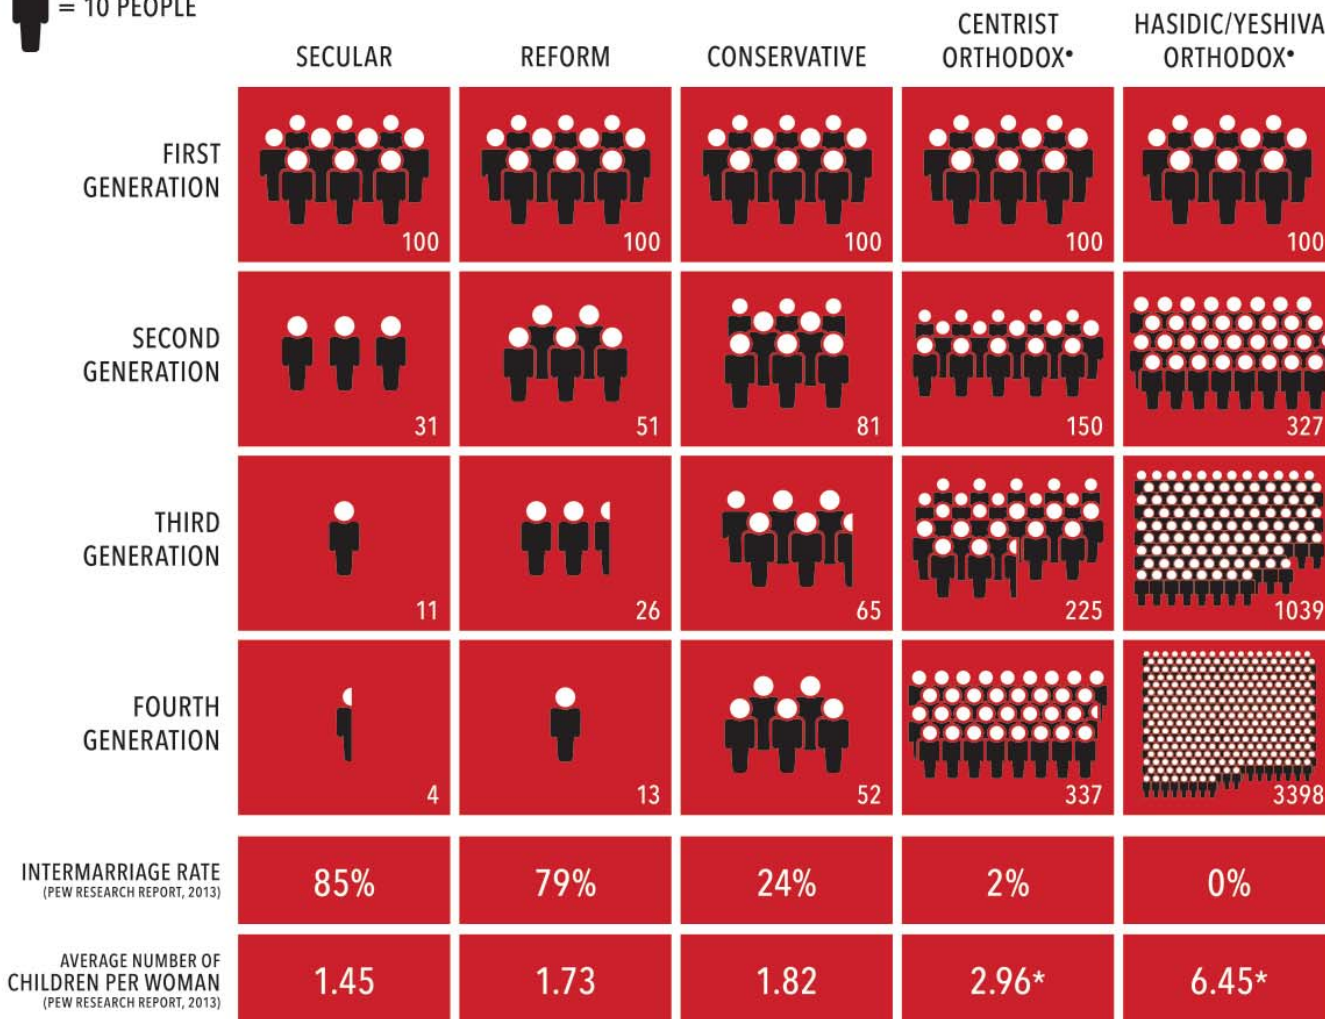 = 10 PEOPLE
SECULAR
REFORM
CONSERVATIVE
CENTRIST
ORTHODOX•
HASIDIC/YESHIVA
ORTHODOX•
FIRST
GENERATION
100
100
100
100
100
SECOND
GENERATION
31
51
81
150
327
THIRD
GENERATION
11
26
65
225
1039
FOURTH
GENERATION
4
13
52
337
3398
INTERMARRIAGE RATE
(PEW RESEARCH REPORT, 2013)
85%
79%
24%
2%
0%
AVERAGE NUMBER OF
CHILDREN PER WOMAN
(PEW RESEARCH REPORT, 2013)
1.45
1.73
1.82
2.96*
6.45*